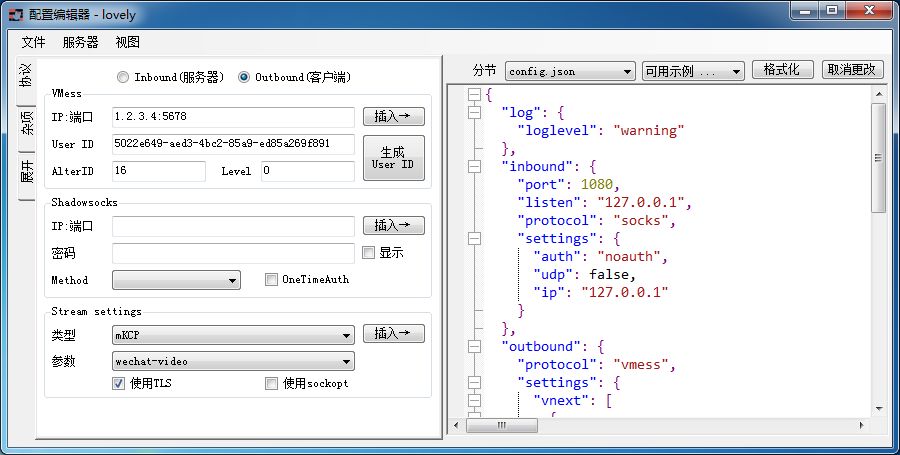 配置编辑器 - lovely
文件 服务器 视图
协议
杂项
展开
Inbound(服务器) Outbound(客户端)
VMess
IP:端口 1.2.3.4:5678 插入→
User ID 5022e649-aed3-4bc2-85a9-ed85a269f891
生成
User ID
AlterID 16 Level 0
Shadowsocks
IP:端口 插入→
密码 显示
Method OneTimeAuth
Stream settings
类型 mKCP 插入→
参数 wechat-video
使用TLS 使用sockopt
分节 config.json 可用示例 ... 格式化 取消更改
{
"log": {
"loglevel": "warning"
},
"inbound": {
"port": 1080,
"listen": "127.0.0.1",
"protocol": "socks",
"settings": {
"auth": "noauth",
"udp": false,
"ip": "127.0.0.1"
}
},
"outbound": {
"protocol": "vmess",
"settings": {
"vnext": [
{